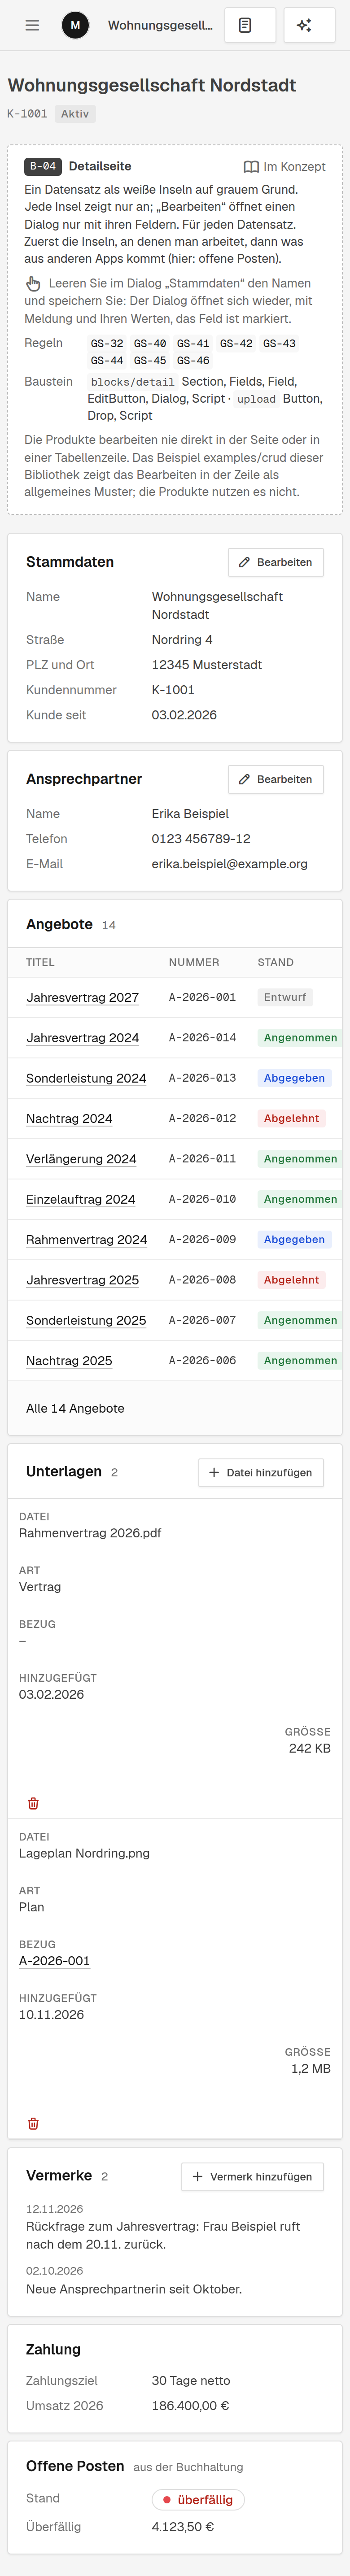 M Wohnungsgesell...
Wohnungsgesellschaft Nordstadt
K-1001 Aktiv
B-04 Detailseite Im Konzept
Ein Datensatz als weiße Inseln auf grauem Grund.
Jede Insel zeigt nur an; „Bearbeiten" öffnet einen
Dialog nur mit ihren Feldern. Für jeden Datensatz.
Zuerst die Inseln, an denen man arbeitet, dann was
aus anderen Apps kommt (hier: offene Posten).
Leeren Sie im Dialog „Stammdaten" den Namen
und speichern Sie: Der Dialog öffnet sich wieder, mit
Meldung und Ihren Werten, das Feld ist markiert.
Regeln GS-32 GS-40 GS-41 GS-42 GS-43
GS-44 GS-45 GS-46
Baustein blocks/detail Section, Fields, Field,
EditButton, Dialog, Script · upload Button,
Drop, Script
Die Produkte bearbeiten nie direkt in der Seite oder in
einer Tabellenzeile. Das Beispiel examples/crud dieser
Bibliothek zeigt das Bearbeiten in der Zeile als
allgemeines Muster; die Produkte nutzen es nicht.
Stammdaten Bearbeiten
Name Wohnungsgesellschaft
Nordstadt
Straße Nordring 4
PLZ und Ort 12345 Musterstadt
Kundennummer K-1001
Kunde seit 03.02.2026
Ansprechpartner Bearbeiten
Name Erika Beispiel
Telefon 0123 456789-12
E-Mail erika.beispiel@example.org
Angebote 14
TITEL NUMMER STAND
Jahresvertrag 2027 A-2026-001 Entwurf
Jahresvertrag 2024 A-2026-014 Angenommen
Sonderleistung 2024 A-2026-013 Abgegeben
Nachtrag 2024 A-2026-012 Abgelehnt
Verlängerung 2024 A-2026-011 Angenommen
Einzelauftrag 2024 A-2026-010 Angenommen
Rahmenvertrag 2024 A-2026-009 Abgegeben
Jahresvertrag 2025 A-2026-008 Abgelehnt
Sonderleistung 2025 A-2026-007 Angenommen
Nachtrag 2025 A-2026-006 Angenommen
Alle 14 Angebote
Unterlagen 2 Datei hinzufügen
DATEI
Rahmenvertrag 2026.pdf
ART
Vertrag
BEZUG
–
HINZUGEFÜGT
03.02.2026
GRÖSSE
242 KB
DATEI
Lageplan Nordring.png
ART
Plan
BEZUG
A-2026-001
HINZUGEFÜGT
10.11.2026
GRÖSSE
1,2 MB
Vermerke 2 Vermerk hinzufügen
12.11.2026
Rückfrage zum Jahresvertrag: Frau Beispiel ruft
nach dem 20.11. zurück.
02.10.2026
Neue Ansprechpartnerin seit Oktober.
Zahlung
Zahlungsziel 30 Tage netto
Umsatz 2026 186.400,00 €
Offene Posten aus der Buchhaltung
Stand überfällig
Überfällig 4.123,50 €